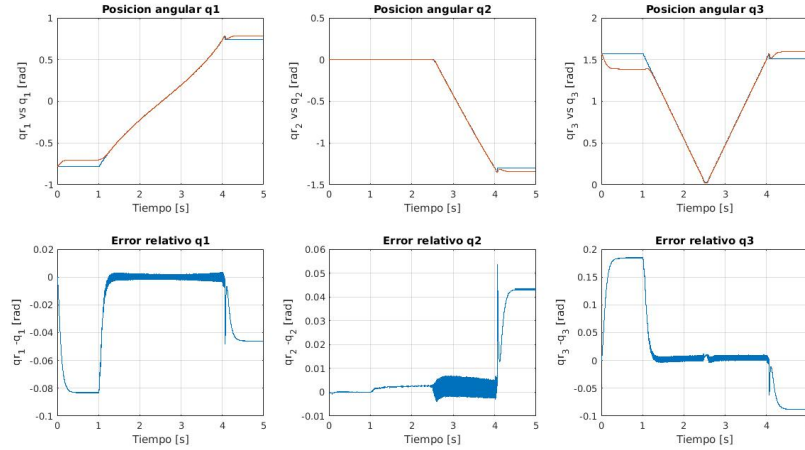 Posicion angular q1
Posicion angular q2
Posicion angular q3
qr1 vs q1 [rad]
1
0.5
0
-0.5
-1
0 1 2 3 4 5
Tiempo [s]
qr2 vs q2 [rad]
0.5
0
-0.5
-1
-1.5
0 1 2 3 4 5
Tiempo [s]
qr3 vs q3 [rad]
2
1.5
1
0.5
0
0 2 4
Tiempo [s]
Error relativo q1
Error relativo q2
Error relativo q3
qr1 -q1 [rad]
0.02
0
-0.02
-0.04
-0.06
-0.08
-0.1
0 1 2 3 4 5
Tiempo [s]
qr2 -q2 [rad]
0.06
0.05
0.04
0.03
0.02
0.01
0
-0.01
0 1 2 3 4 5
Tiempo [s]
qr3 -q3 [rad]
0.2
0.15
0.1
0.05
0
-0.05
-0.1
0 1 2 3 4 5
Tiempo [s]